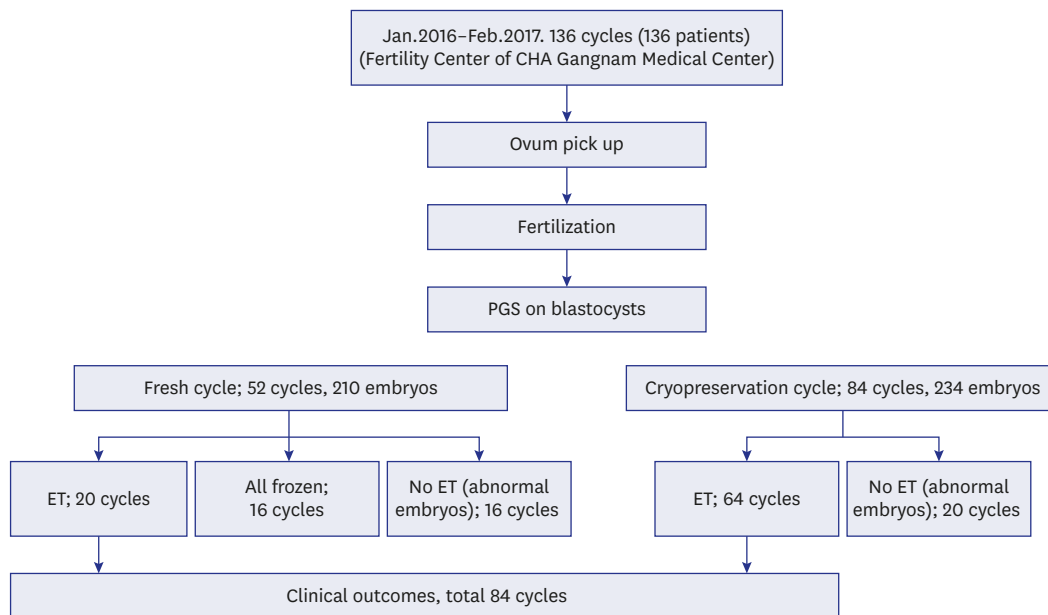 Jan.2016–Feb.2017. 136 cycles (136 patients)
(Fertility Center of CHA Gangnam Medical Center)
Ovum pick up
Fertilization
PGS on blastocysts
Fresh cycle; 52 cycles, 210 embryos
Cryopreservation cycle; 84 cycles, 234 embryos
ET; 20 cycles
All frozen;
16 cycles
No ET (abnormal
embryos); 16 cycles
ET; 64 cycles
No ET (abnormal
embryos); 20 cycles
Clinical outcomes, total 84 cycles